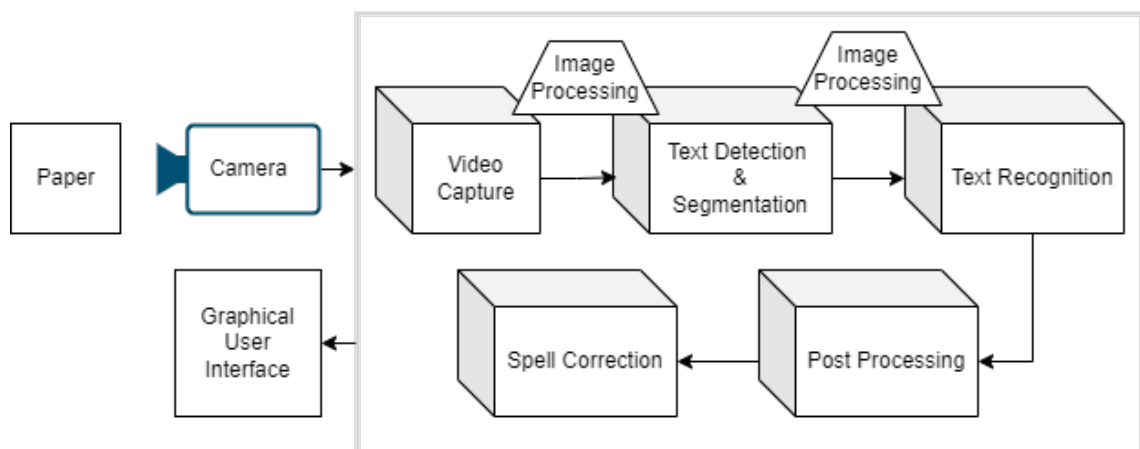 Image
Processing
Image
Processing
Paper
Camera
Video
Capture
Text Detection
&
Segmentation
Text Recognition
Graphical
User
Interface
Spell Correction
Post Processing